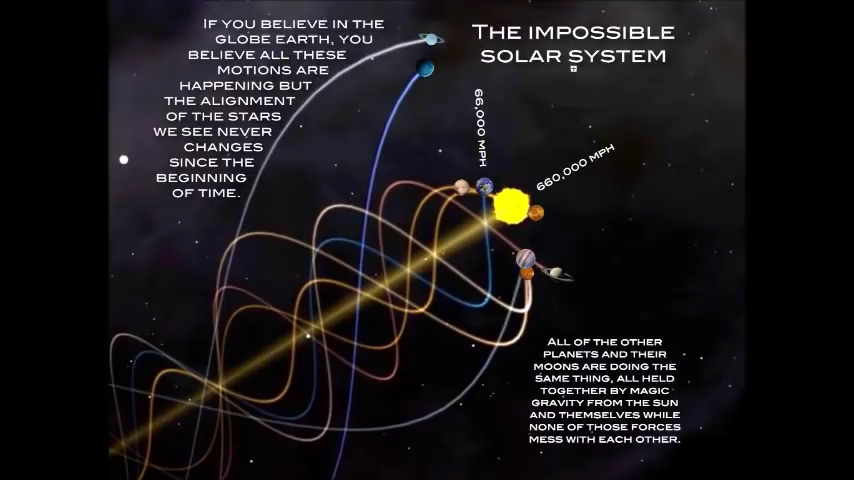 IF YOU BELIEVE IN THE
GLOBE EARTH, YOU
BELIEVE ALL THESE
MOTIONS ARE
HAPPENING BUT
THE ALIGNMENT
OF THE STARS
WE SEE NEVER
CHANGES
SINCE THE
BEGINNING
OF TIME.
THE IMPOSSIBLE
SOLAR SYSTEM
66,000 MPH
660,000 MPH
ALL OF THE OTHER
PLANETS AND THEIR
MOONS ARE DOING THE
SAME THING, ALL HELD
TOGETHER BY MAGIC
GRAVITY FROM THE SUN
AND THEMSELVES WHILE
NONE OF THOSE FORCES
MESS WITH EACH OTHER.